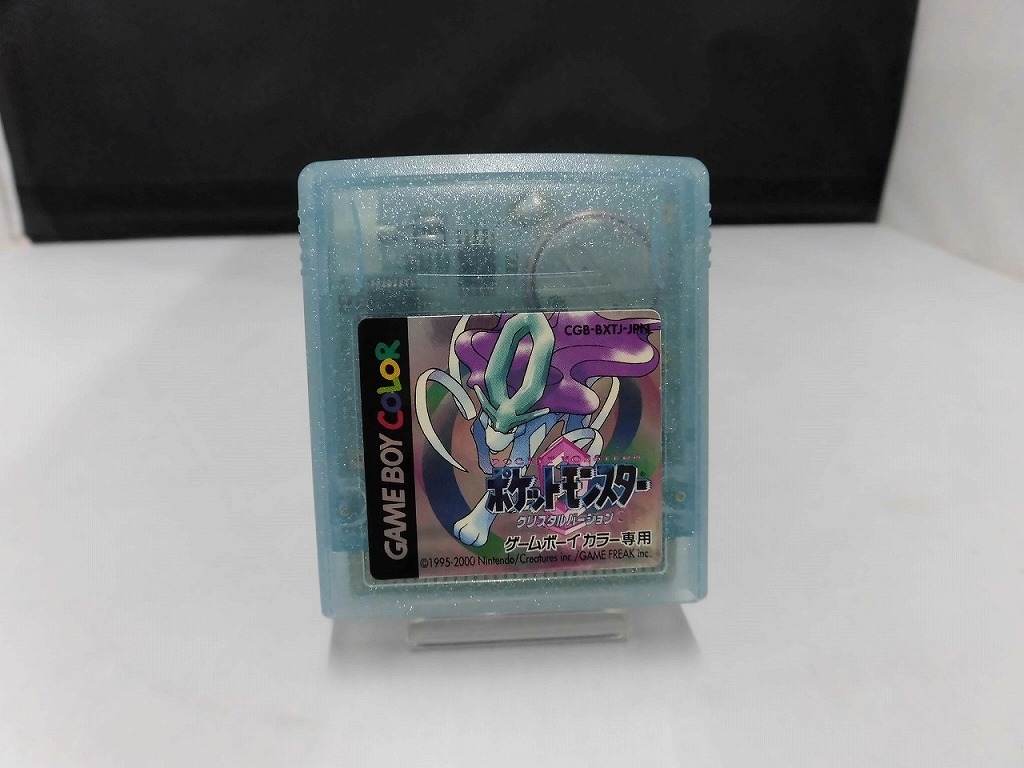 GAME BOY COLOR
CGB-BXTJ-JPN
POCKET MONSTERS
ポケットモンスター
クリスタルバージョン
ゲームボーイカラー専用
©1995-2000 Nintendo/Creatures inc./GAME FREAK inc.